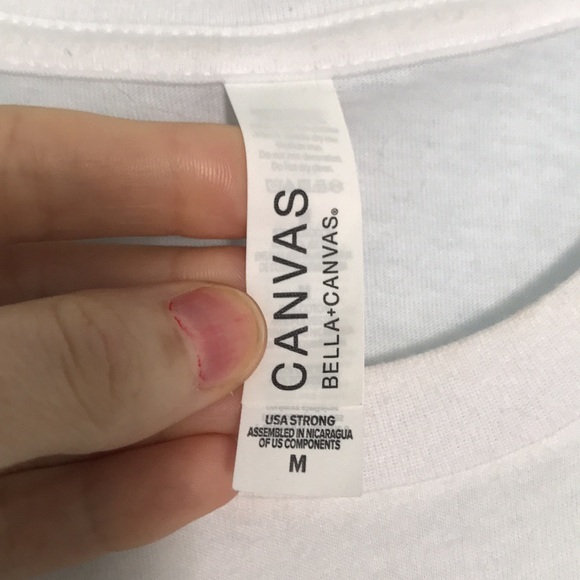 CANVAS
BELLA+CANVAS®
USA STRONG
ASSEMBLED IN NICARAGUA
OF US COMPONENTS
M